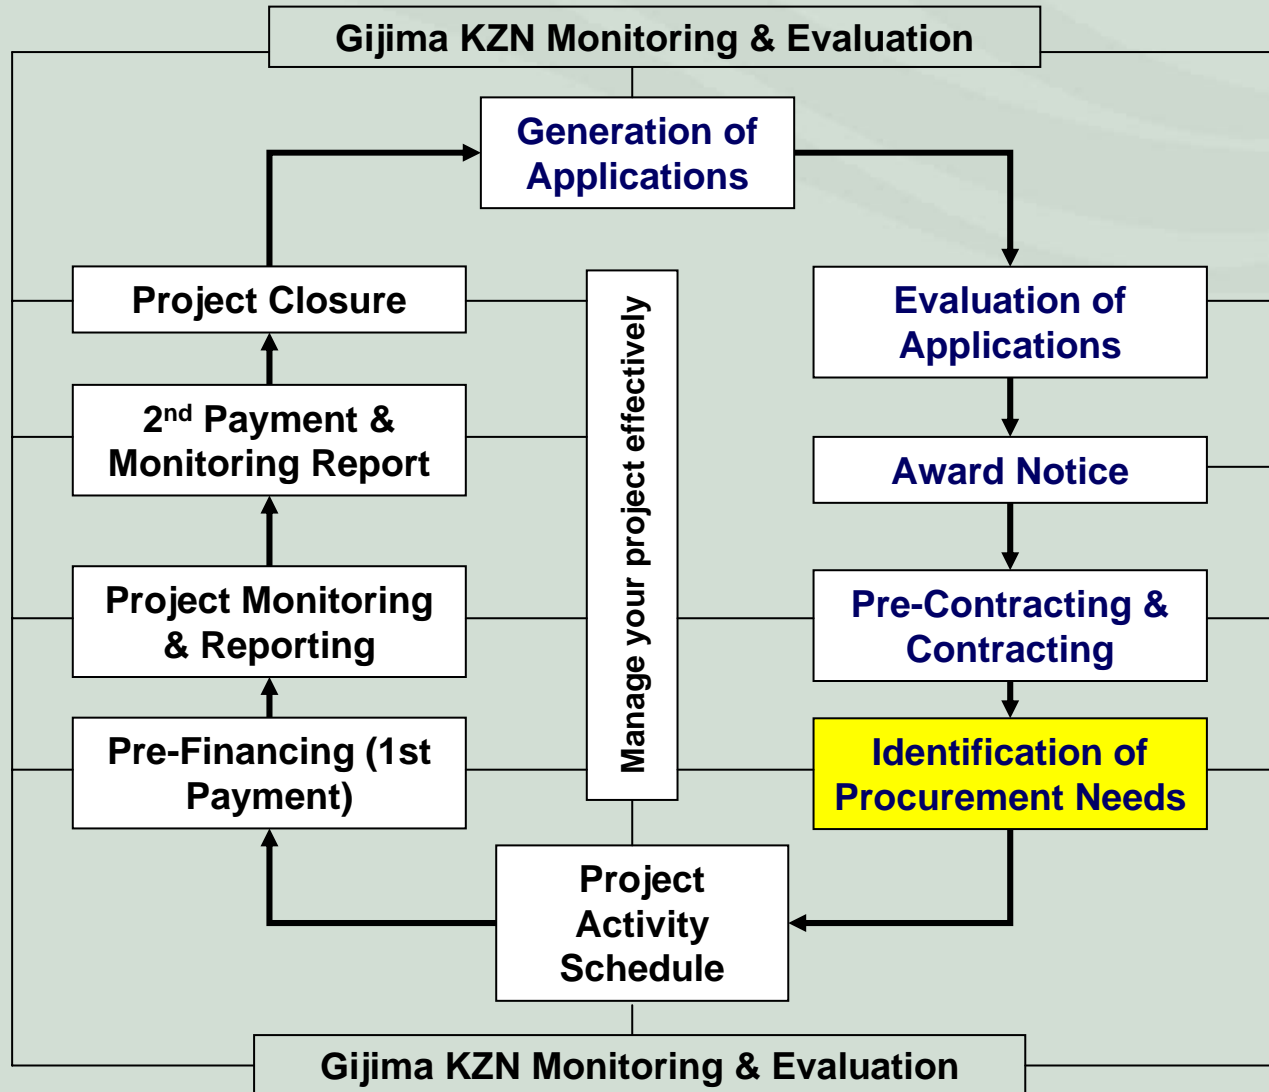 Gijima KZN Monitoring & Evaluation
Generation of
Applications
Evaluation of
Applications
Award Notice
Pre-Contracting &
Contracting
Identification of
Procurement Needs
Project
Activity
Schedule
Pre-Financing (1st
Payment)
Project Monitoring
& Reporting
2nd Payment &
Monitoring Report
Project Closure
Manage your project effectively
Gijima KZN Monitoring & Evaluation